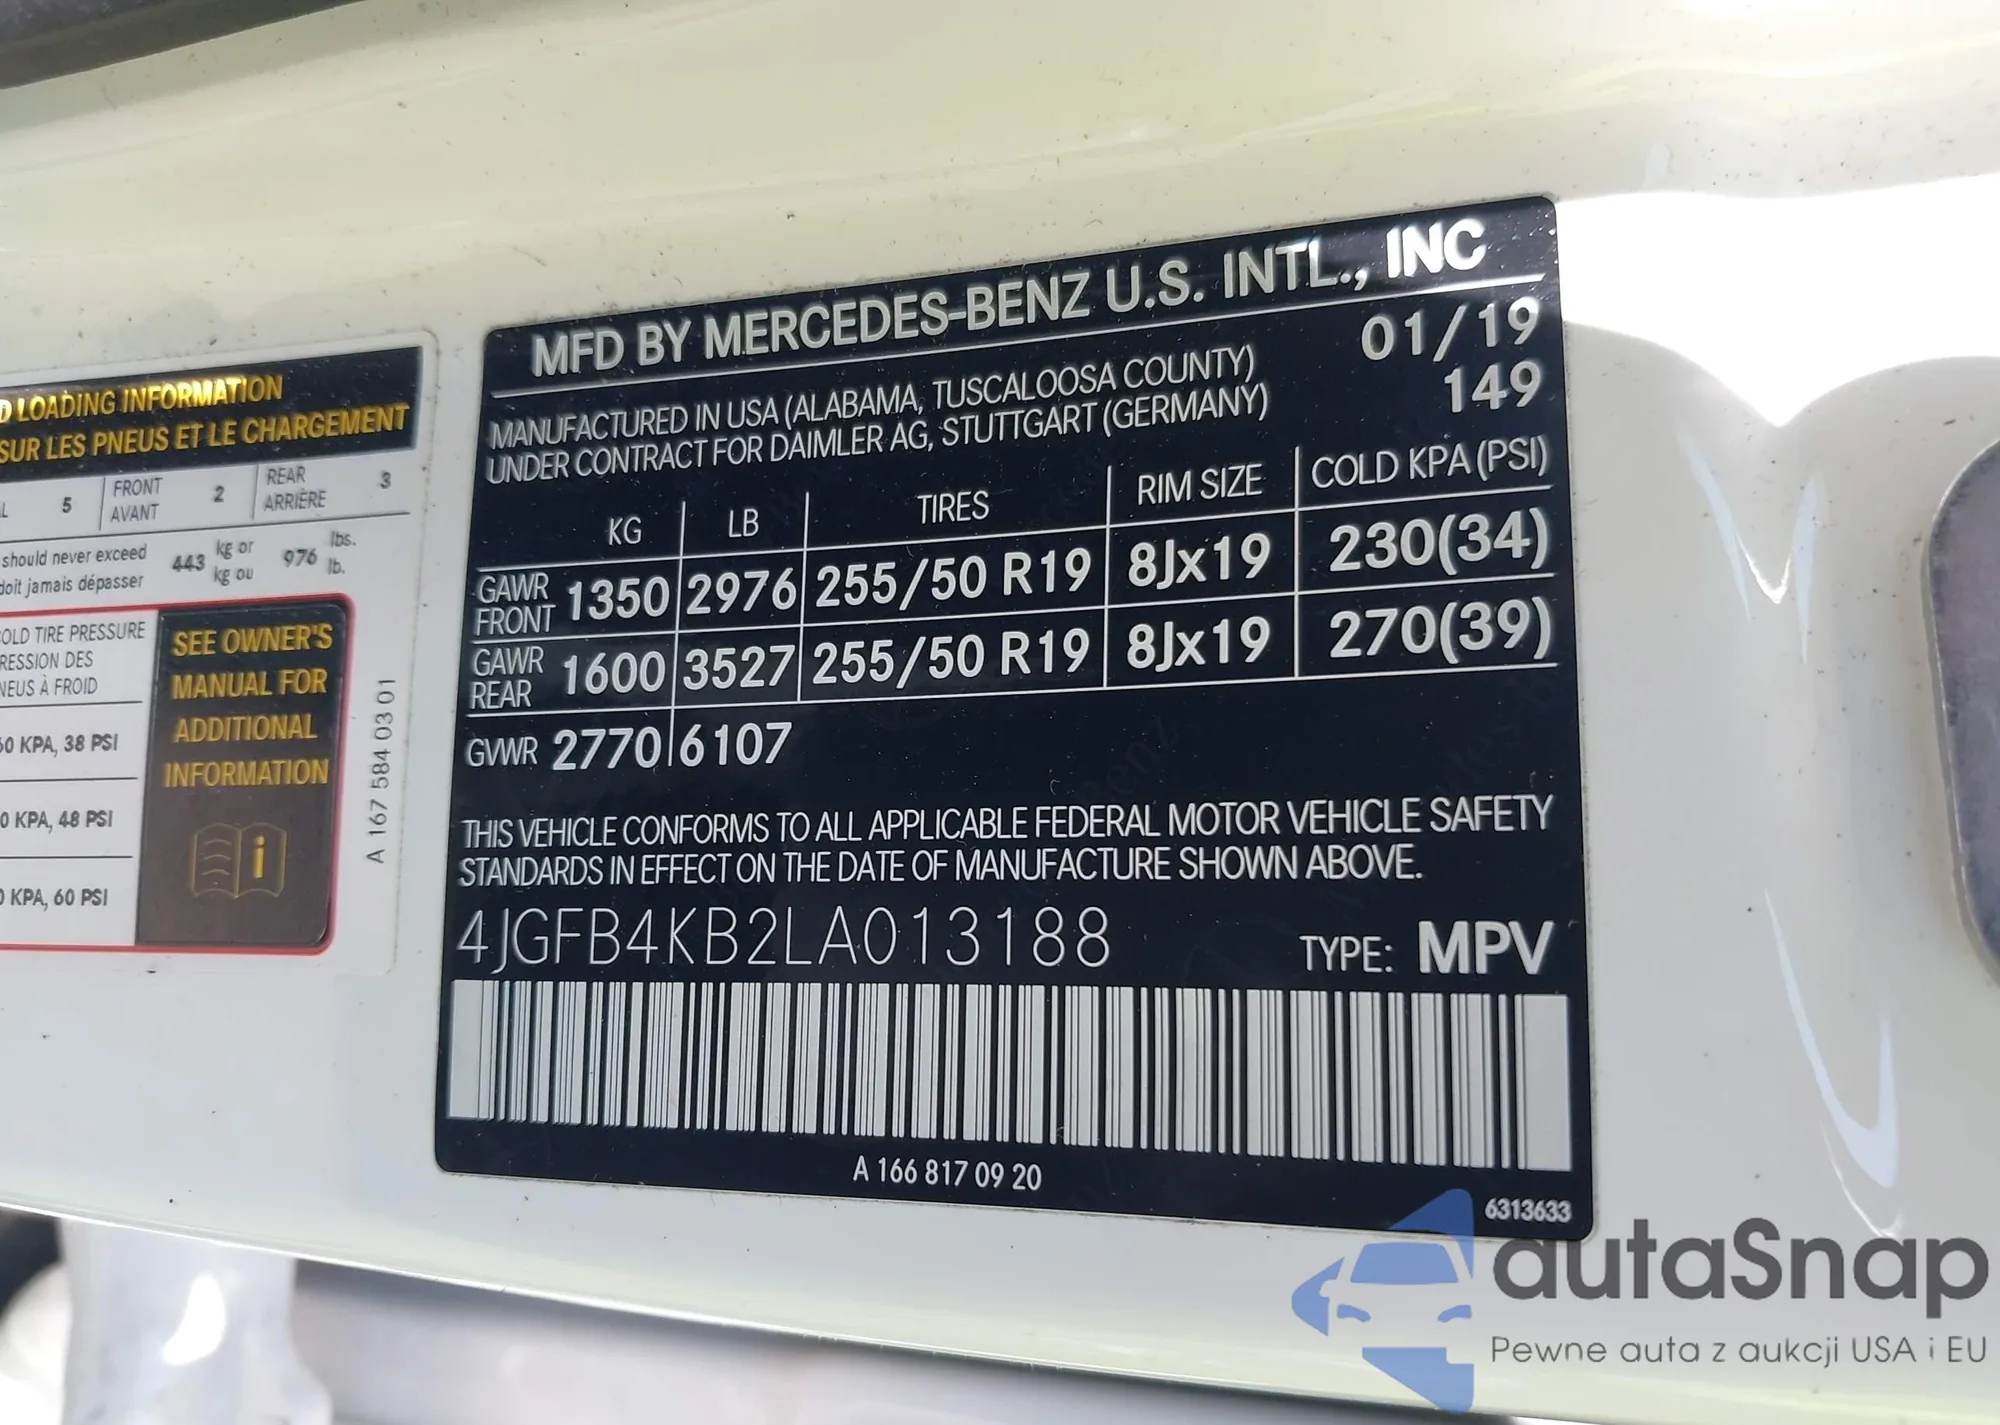 D LOADING INFORMATION
SUR LES PNEUS ET LE CHARGEMENT
5 FRONT AVANT 2 REAR ARRIÈRE 3
should never exceed 443 kg or 976 lbs.
doit jamais dépasser kg ou lb.
OLD TIRE PRESSURE
RESSION DES
NEUS À FROID
0 KPA, 38 PSI
0 KPA, 48 PSI
0 KPA, 60 PSI
SEE OWNER'S
MANUAL FOR
ADDITIONAL
INFORMATION
A 167 584 03 01
MFD BY MERCEDES-BENZ U.S. INTL., INC
01/19
MANUFACTURED IN USA (ALABAMA, TUSCALOOSA COUNTY)
UNDER CONTRACT FOR DAIMLER AG, STUTTGART (GERMANY)
149
KG LB TIRES RIM SIZE COLD KPA (PSI)
GAWR FRONT 1350 2976 255/50 R19 8Jx19 230(34)
GAWR REAR 1600 3527 255/50 R19 8Jx19 270(39)
GVWR 2770 6107
THIS VEHICLE CONFORMS TO ALL APPLICABLE FEDERAL MOTOR VEHICLE SAFETY
STANDARDS IN EFFECT ON THE DATE OF MANUFACTURE SHOWN ABOVE.
4JGFB4KB2LA013188 TYPE: MPV
A 166 817 09 20
6313633
autaSnap
Pewne auta z aukcji USA i EU